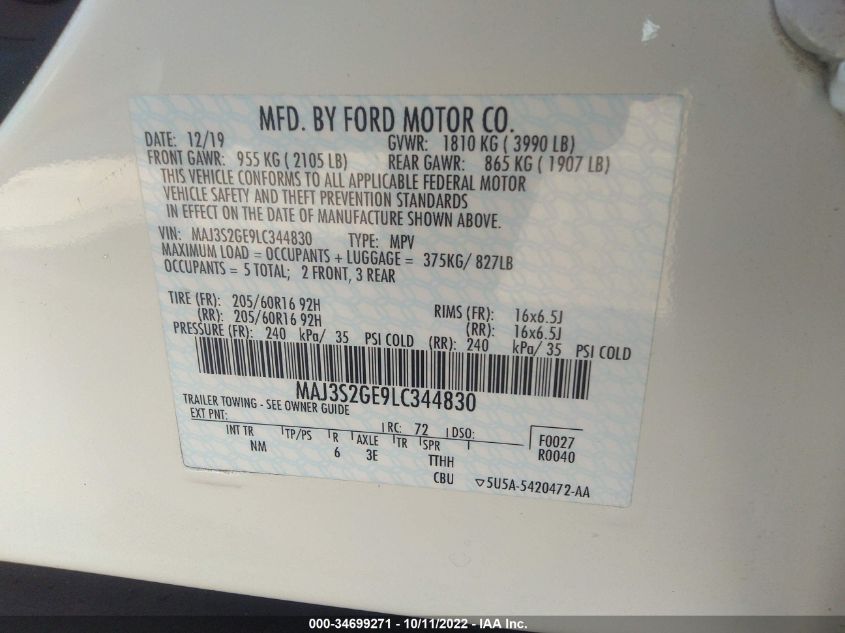 MFD. BY FORD MOTOR CO.
DATE: 12/19 GVWR: 1810 KG ( 3990 LB)
FRONT GAWR: 955 KG ( 2105 LB) REAR GAWR: 865 KG ( 1907 LB)
THIS VEHICLE CONFORMS TO ALL APPLICABLE FEDERAL MOTOR
VEHICLE SAFETY AND THEFT PREVENTION STANDARDS
IN EFFECT ON THE DATE OF MANUFACTURE SHOWN ABOVE.
VIN: MAJ3S2GE9LC344830 TYPE: MPV
MAXIMUM LOAD = OCCUPANTS + LUGGAGE = 375KG/ 827LB
OCCUPANTS = 5 TOTAL; 2 FRONT, 3 REAR
TIRE (FR): 205/60R16 92H RIMS (FR): 16x6.5J
(RR): 205/60R16 92H (RR): 16x6.5J
PRESSURE (FR): 240 kPa/ 35 PSI COLD (RR): 240 kPa/ 35 PSI COLD
MAJ3S2GE9LC344830
TRAILER TOWING - SEE OWNER GUIDE
EXT PNT: RC: 72 DSO: F0027
INT TR TP/PS R AXLE TR SPR R0040
NM 6 3E TTHH
CBU ▽5U5A-5420472-AA
000-34699271 - 10/11/2022 - IAA Inc.